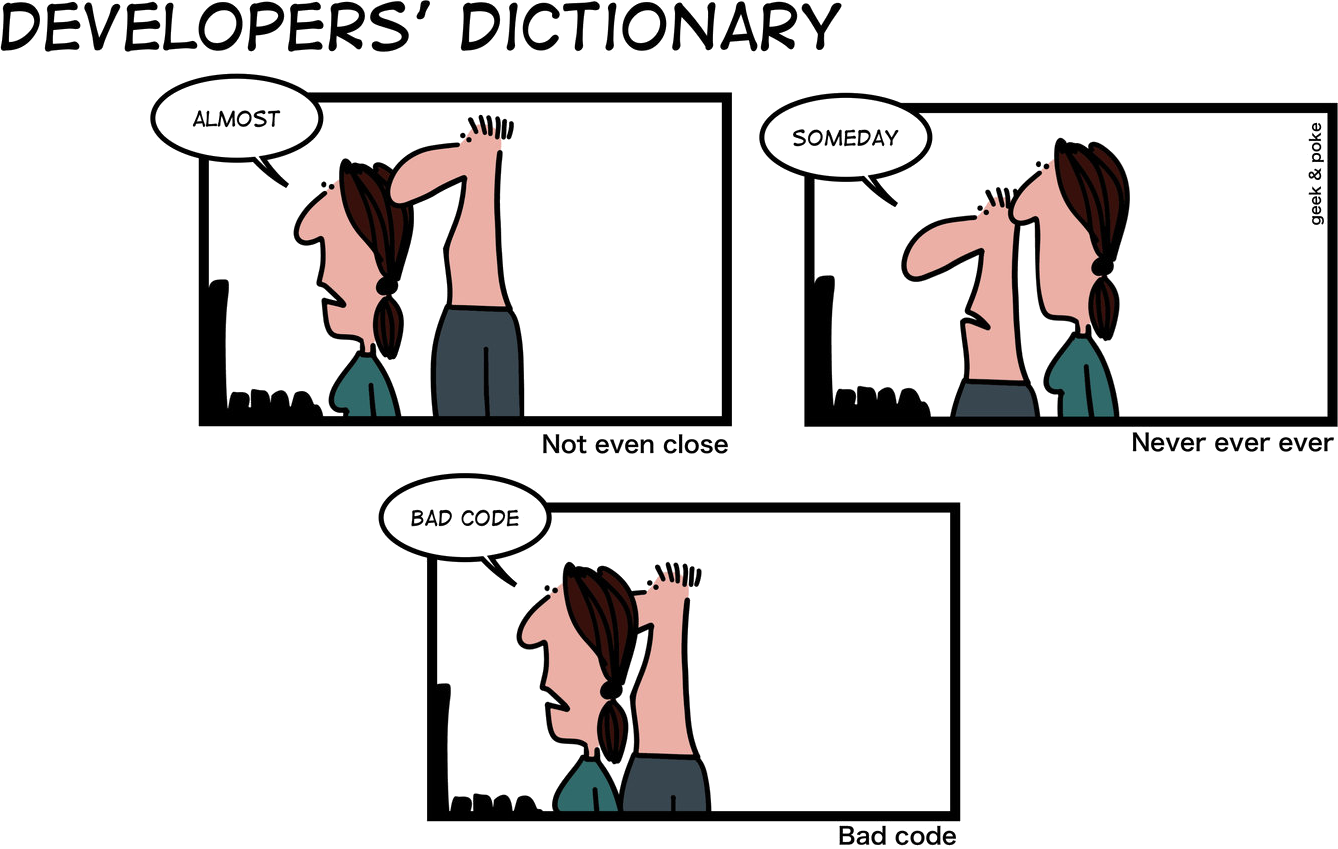 DEVELOPERS' DICTIONARY
ALMOST
Not even close
SOMEDAY
geek & poke
Never ever ever
BAD CODE
Bad code